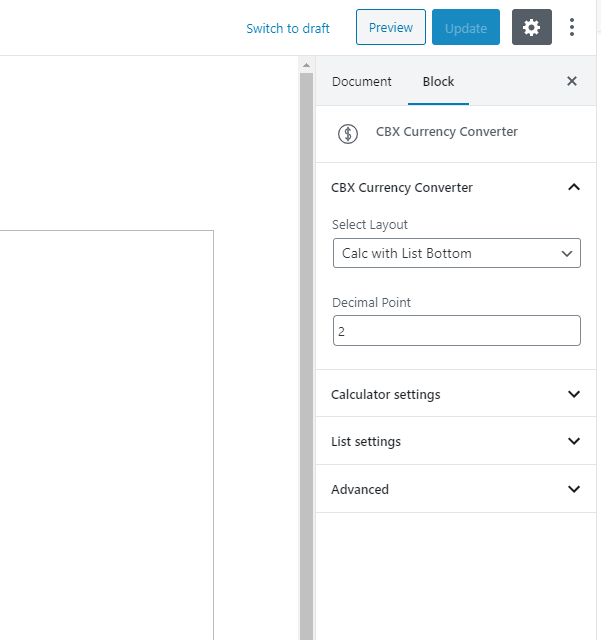 Switch to draft
Preview
Update
Document
Block
CBX Currency Converter
CBX Currency Converter
Select Layout
Calc with List Bottom
Decimal Point
2
Calculator settings
List settings
Advanced